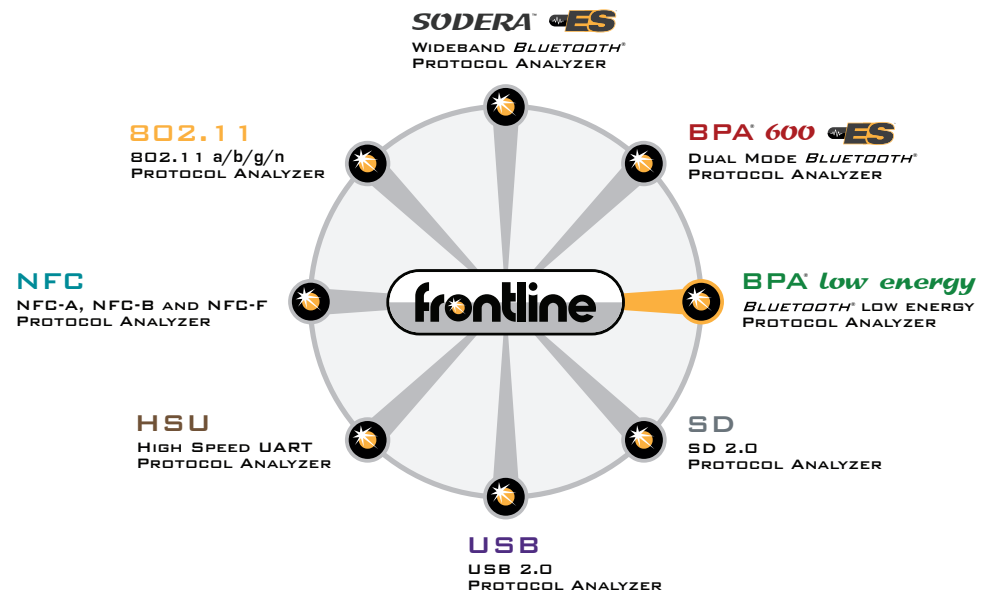 SODERA™ ES
WIDEBAND BLUETOOTH®
PROTOCOL ANALYZER
802.11
802.11 a/b/g/n
PROTOCOL ANALYZER
BPA® 600 ES
DUAL MODE BLUETOOTH®
PROTOCOL ANALYZER
NFC
NFC-A, NFC-B AND NFC-F
PROTOCOL ANALYZER
frontline
BPA® low energy
BLUETOOTH® LOW ENERGY
PROTOCOL ANALYZER
HSU
HIGH SPEED UART
PROTOCOL ANALYZER
SD
SD 2.0
PROTOCOL ANALYZER
USB
USB 2.0
PROTOCOL ANALYZER